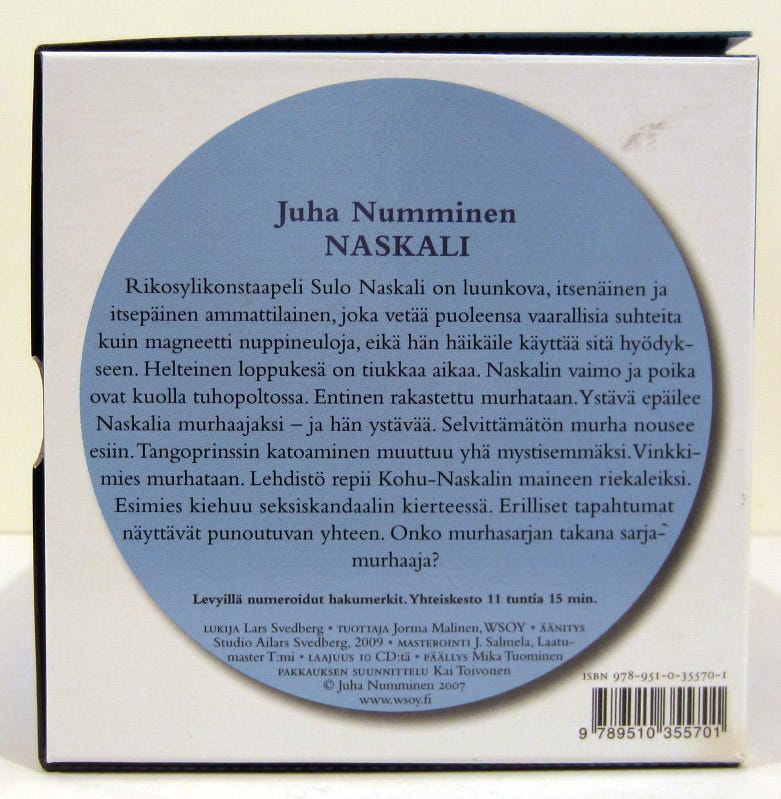 Juha Numminen
NASKALI
Rikosylikonstaapeli Sulo Naskali on luunkova, itsenäinen ja
itsepäinen ammattilainen, joka vetää puoleensa vaarallisia suhteita
kuin magneetti nuppineuloja, eikä hän häikäile käyttää sitä hyödyk-
seen. Helteinen loppukesä on tiukkaa aikaa. Naskalin vaimo ja poika
ovat kuolla tuhopoltossa. Entinen rakastettu murhataan. Ystävä epäilee
Naskalia murhaajaksi – ja hän ystävää. Selvittämätön murha nousee
esiin. Tangoprinssin katoaminen muuttuu yhä mystisemmäksi. Vinkki-
mies murhataan. Lehdistö repii Kohu-Naskalin maineen riekaleiksi.
Esimies kiehuu seksiskandaalin kierteessä. Erilliset tapahtumat
näyttävät punoutuvan yhteen. Onko murhasarjan takana sarja-
murhaaja?
Levyillä numeroidut hakumerkit. Yhteiskesto 11 tuntia 15 min.
LUKIJA Lars Svedberg • TUOTTAJA Jorma Malinen, WSOY • ÄÄNITYS
Studio Ailars Svedberg, 2009 • MASTEROINTI J. Salmela, Laatu-
master T:mi • LAAJUUS 10 CD:tä • PÄÄLLYS Mika Tuominen
PAKKAUKSEN SUUNNITTELU Kai Toivonen
© Juha Numminen 2007
www.wsoy.fi
ISBN 978-951-0-35570-1
9 789510 355701